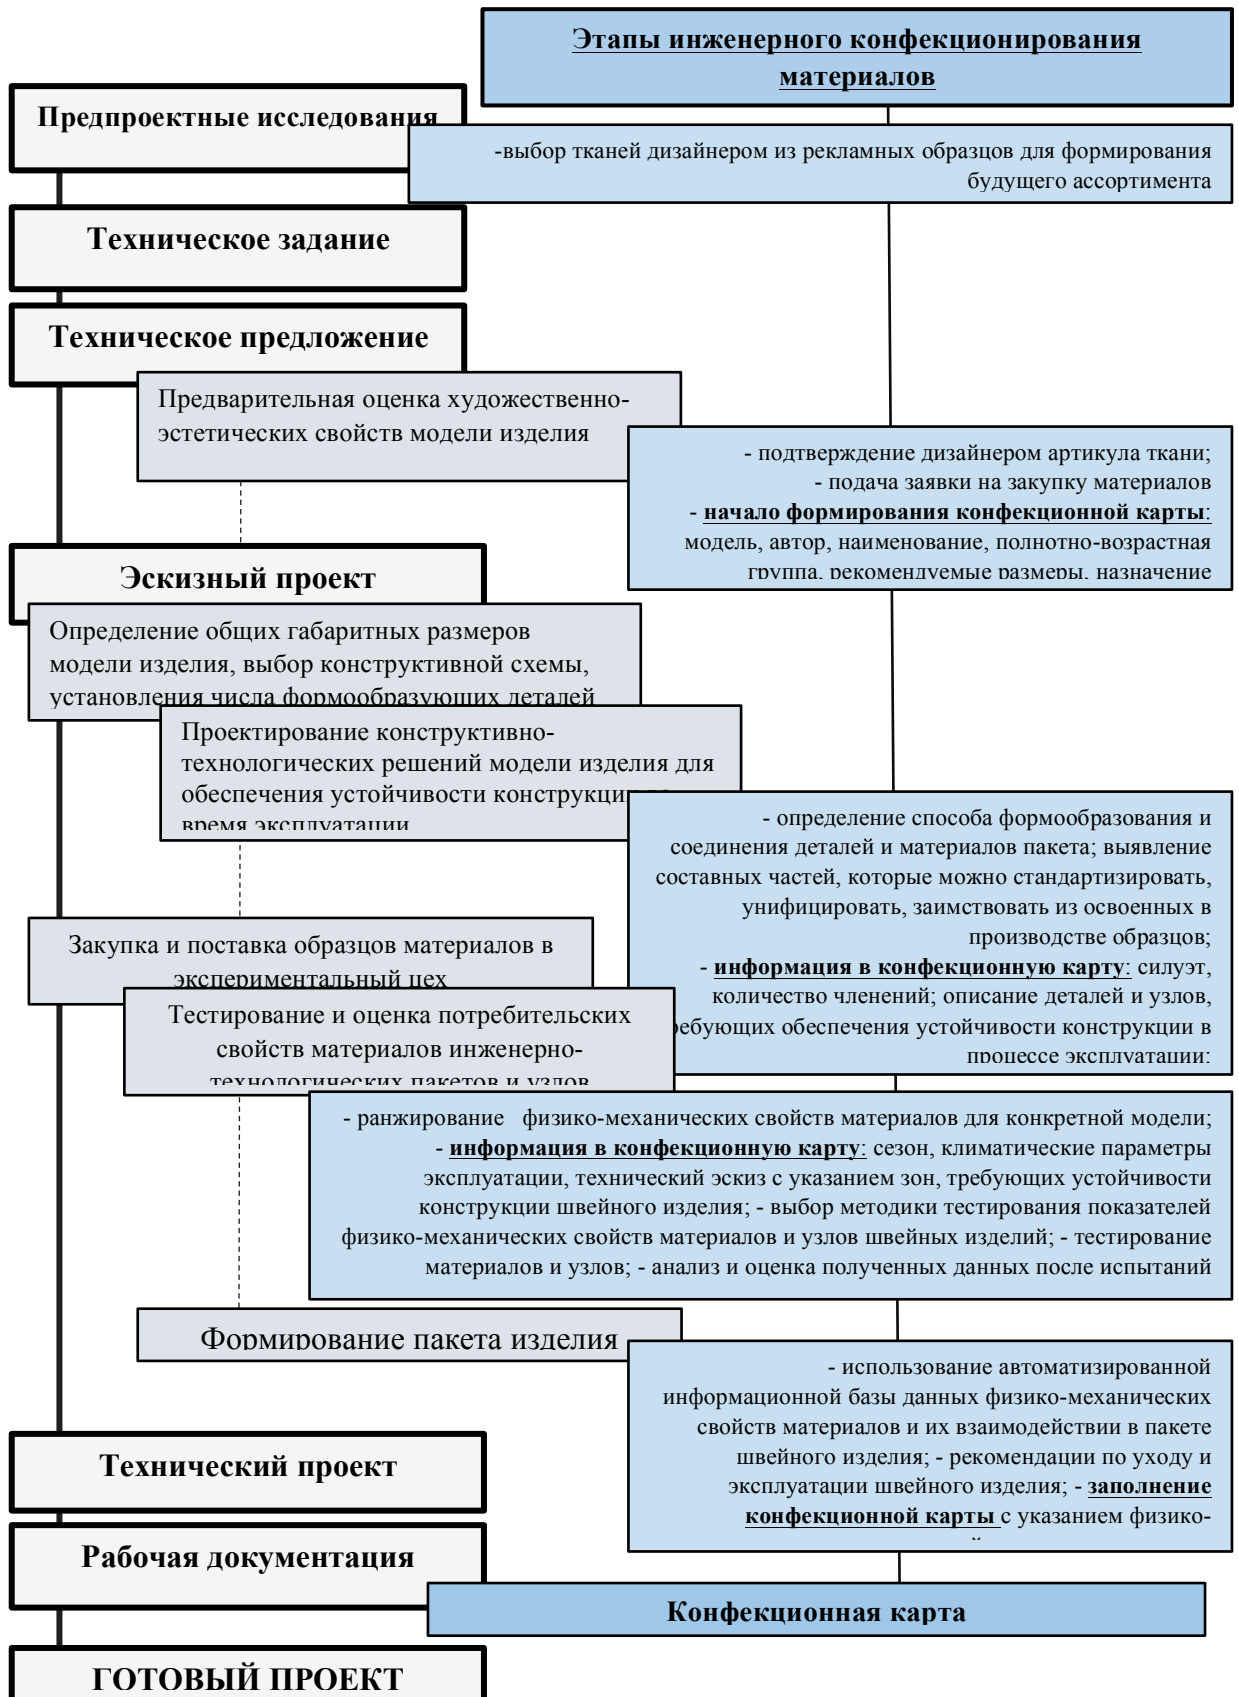 Этапы инженерного конфекционирования
материалов
Предпроектные исследования
-выбор тканей дизайнером из рекламных образцов для формирования
будущего ассортимента
Техническое задание
Техническое предложение
Предварительная оценка художественно-
эстетических свойств модели изделия
- подтверждение дизайнером артикула ткани;
- подача заявки на закупку материалов
- начало формирования конфекционной карты:
модель, автор, наименование, полнотно-возрастная
группа, рекомендуемые размеры, назначение
Эскизный проект
Определение общих габаритных размеров
модели изделия, выбор конструктивной схемы,
установления числа формообразующих деталей
Проектирование конструктивно-
технологических решений модели изделия для
обеспечения устойчивости конструкции
время эксплуатации
- определение способа формообразования и
соединения деталей и материалов пакета; выявление
составных частей, которые можно стандартизировать,
унифицировать, заимствовать из освоенных в
производстве образцов;
- информация в конфекционную карту: силуэт,
количество членений; описание деталей и узлов,
ребующих обеспечения устойчивости конструкции в
процессе эксплуатации;
Закупка и поставка образцов материалов в
экспериментальный цех
Тестирование и оценка потребительских
свойств материалов инженерно-
технологических пакетов и узлов
- ранжирование физико-механических свойств материалов для конкретной модели;
- информация в конфекционную карту: сезон, климатические параметры
эксплуатации, технический эскиз с указанием зон, требующих устойчивости
конструкции швейного изделия; - выбор методики тестирования показателей
физико-механических свойств материалов и узлов швейных изделий; - тестирование
материалов и узлов; - анализ и оценка полученных данных после испытаний
Формирование пакета изделия
- использование автоматизированной
информационной базы данных физико-механических
свойств материалов и их взаимодействии в пакете
швейного изделия; - рекомендации по уходу и
эксплуатации швейного изделия; - заполнение
конфекционной карты с указанием физико-
Технический проект
Рабочая документация
Конфекционная карта
ГОТОВЫЙ ПРОЕКТ